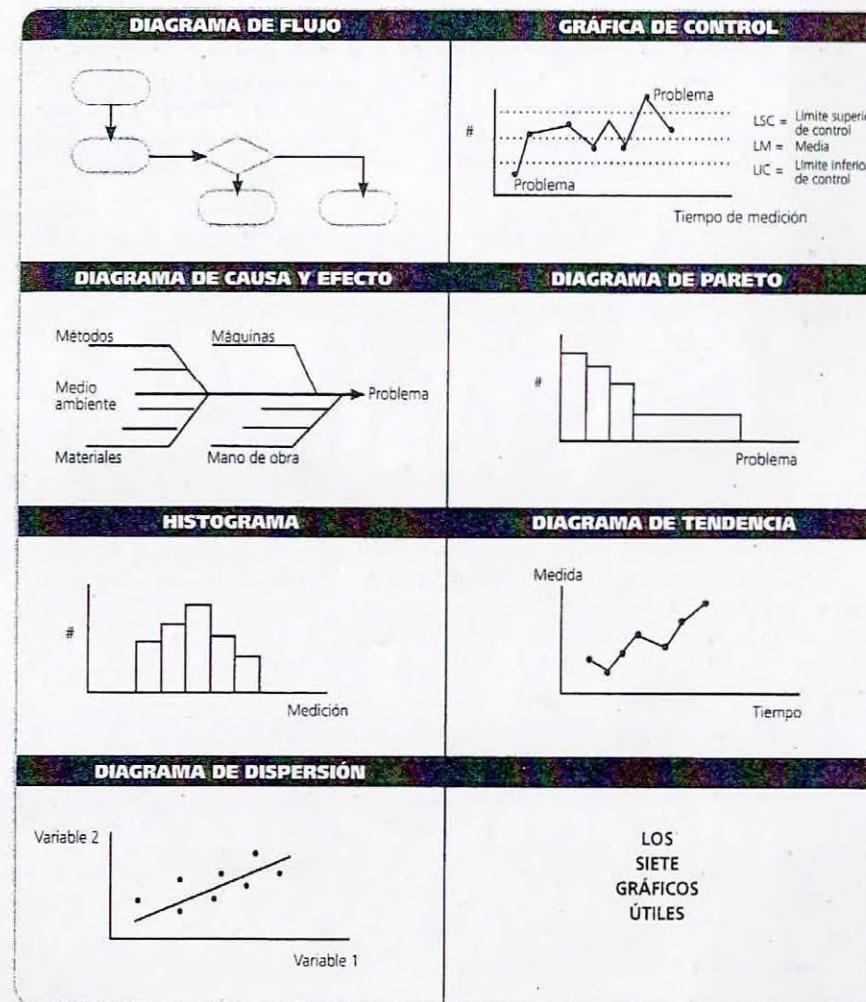 DIAGRAMA DE FLUJO
GRÁFICA DE CONTROL
#
Problema
Problema
LSC = Límite superio
de control
LM = Media
LIC = Límite inferio
de control
Tiempo de medición
DIAGRAMA DE CAUSA Y EFECTO
Métodos
Máquinas
Medio
ambiente
Problema
Materiales
Mano de obra
DIAGRAMA DE PARETO
#
Problema
HISTOGRAMA
#
Medición
DIAGRAMA DE TENDENCIA
Medida
Tiempo
DIAGRAMA DE DISPERSIÓN
Variable 2
Variable 1
LOS
SIETE
GRÁFICOS
ÚTILES